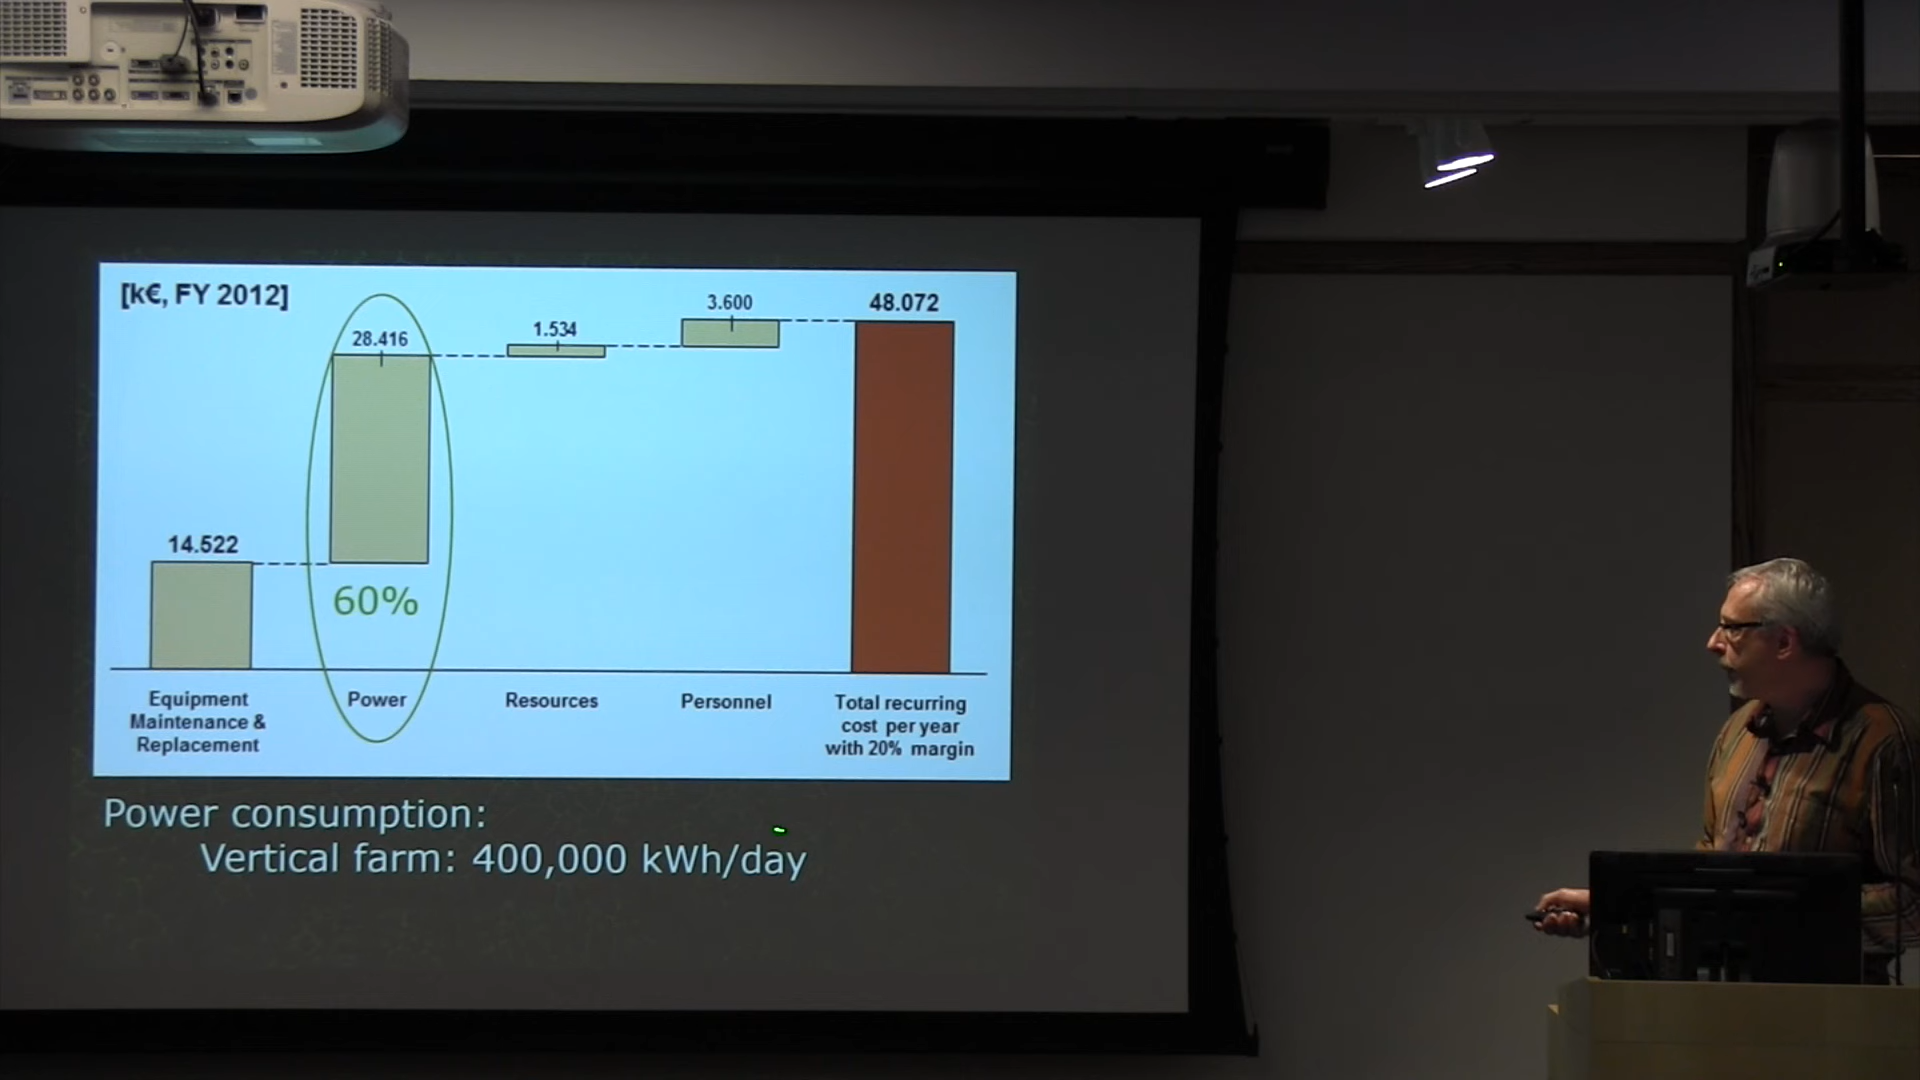 [k€, FY 2012]
28.416
1.534
3.600
48.072
14.522
60%
Equipment
Maintenance &
Replacement
Power
Resources
Personnel
Total recurring
cost per year
with 20% margin
Power consumption:
Vertical farm: 400,000 kWh/day